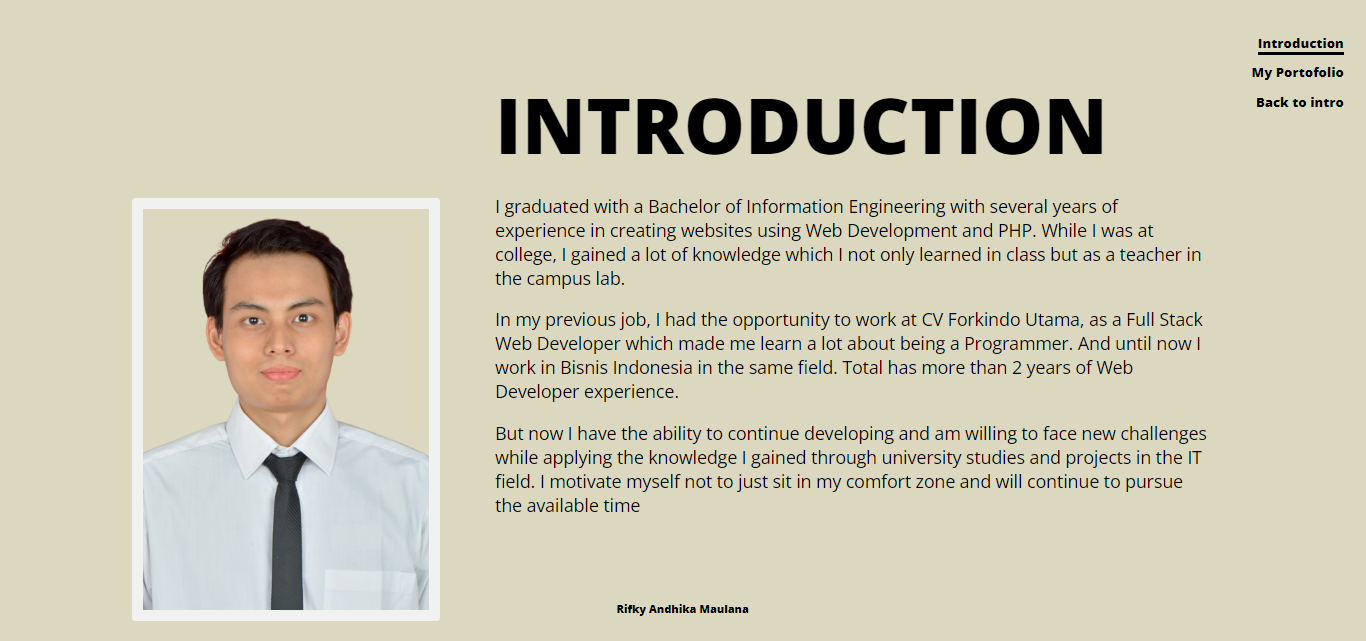 Introduction
My Portofolio
Back to intro
INTRODUCTION
I graduated with a Bachelor of Information Engineering with several years of
experience in creating websites using Web Development and PHP. While I was at
college, I gained a lot of knowledge which I not only learned in class but as a teacher in
the campus lab.
In my previous job, I had the opportunity to work at CV Forkindo Utama, as a Full Stack
Web Developer which made me learn a lot about being a Programmer. And until now I
work in Bisnis Indonesia in the same field. Total has more than 2 years of Web
Developer experience.
But now I have the ability to continue developing and am willing to face new challenges
while applying the knowledge I gained through university studies and projects in the IT
field. I motivate myself not to just sit in my comfort zone and will continue to pursue
the available time
Rifky Andhika Maulana